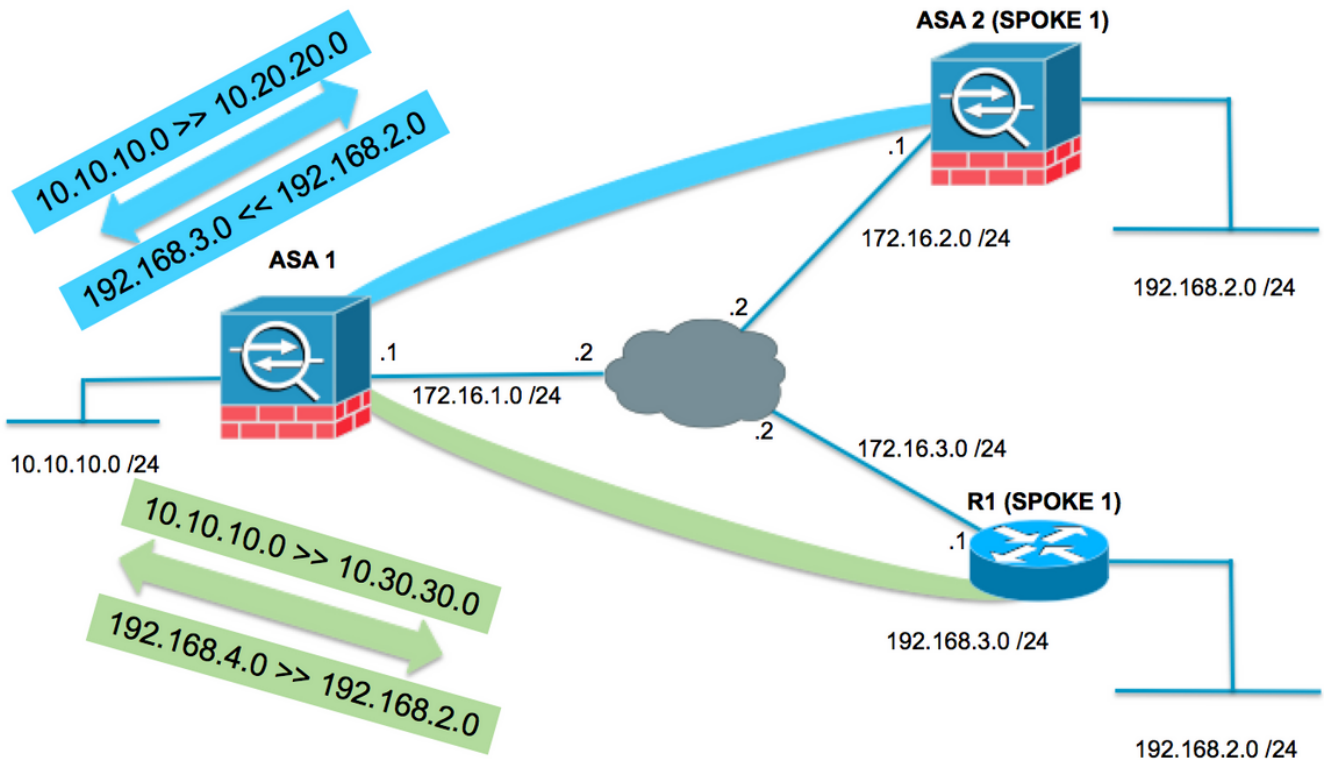 ASA 2 (SPOKE 1)
10.10.10.0 >> 10.20.20.0
192.168.3.0 << 192.168.2.0
.1
172.16.2.0 /24
192.168.2.0 /24
ASA 1
.2
.1
.2
172.16.1.0 /24
.2
172.16.3.0 /24
10.10.10.0 /24
R1 (SPOKE 1)
.1
10.10.10.0 >> 10.30.30.0
192.168.4.0 >> 192.168.2.0
192.168.3.0 /24
192.168.2.0 /24